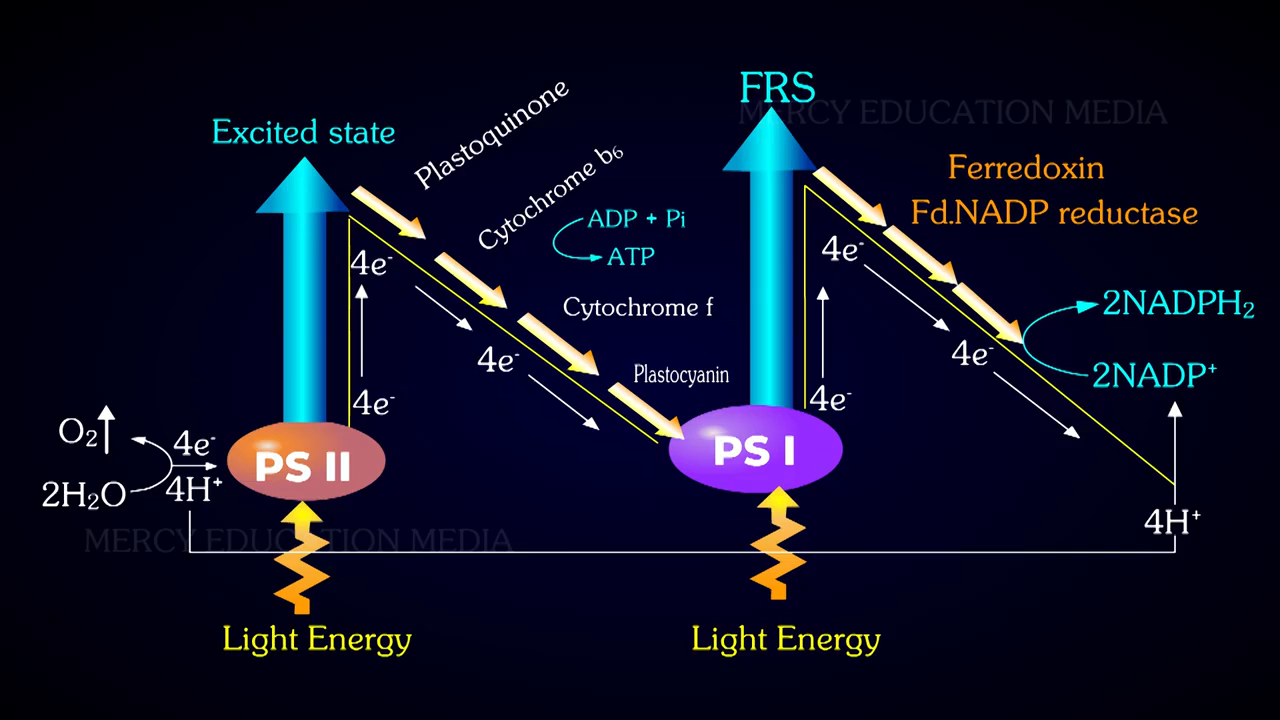 FRS
MERCY EDUCATION MEDIA
Excited state
Plastoquinone
Cytochrome b₆
Ferredoxin
Fd.NADP reductase
ADP + Pi
ATP
4e⁻
4e⁻
Cytochrome f
2NADPH₂
4e⁻
4e⁻
Plastocyanin
2NADP⁺
4e⁻
4e⁻
O₂
4e⁻
PS II
PS I
2H₂O
4H⁺
4H⁺
MERCY EDUCATION MEDIA
Light Energy
Light Energy